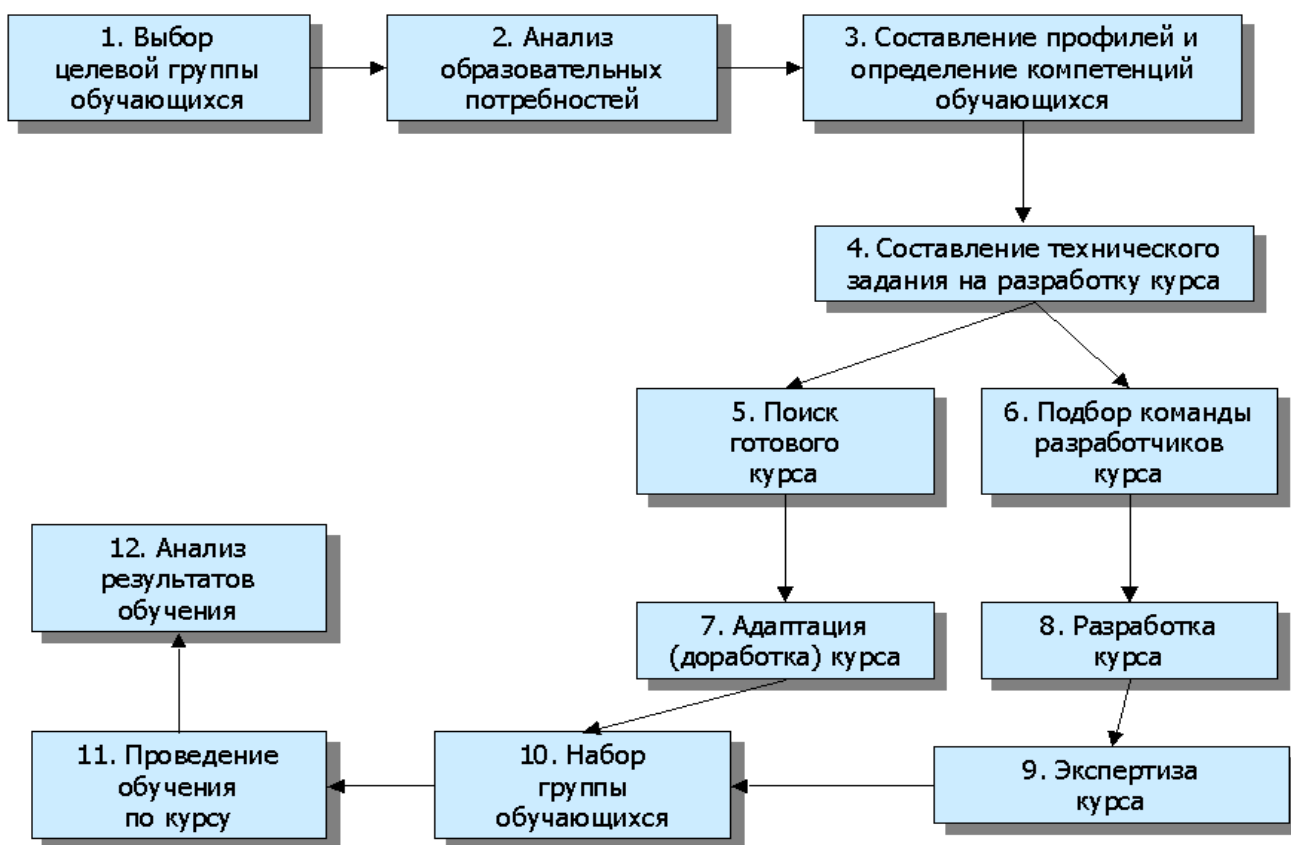 1. Выбор
целевой группы
обучающихся
2. Анализ
образовательных
потребностей
3. Составление профилей и
определение компетенций
обучающихся
4. Составление технического
задания на разработку курса
5. Поиск
готового
курса
6. Подбор команды
разработчиков
курса
12. Анализ
результатов
обучения
7. Адаптация
(доработка) курса
8. Разработка
курса
11. Проведение
обучения
по курсу
10. Набор
группы
обучающихся
9. Экспертиза
курса